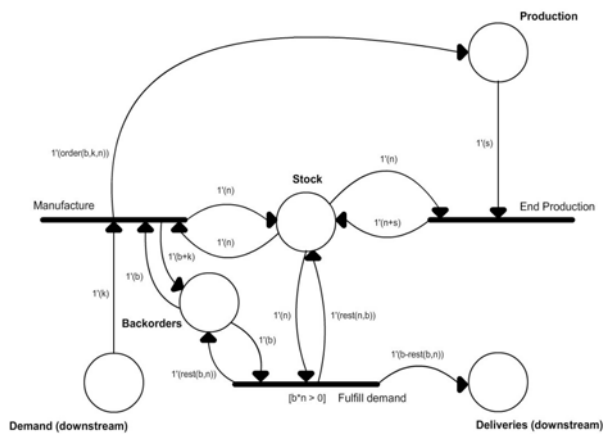 Production
1'(order(b,k,n))
1'(s)
1'(n)
Stock
Manufacture
1'(n)
End Production
1'(n)
1'(n+s)
1'(b+k)
1'(b)
1'(k)
Backorders
1'(n)
1'(rest(n,b))
1'(b)
1'(rest(b,n))
1'(b-rest(b,n))
[b*n > 0]
Fulfill demand
Demand (downstream)
Deliveries (downstream)